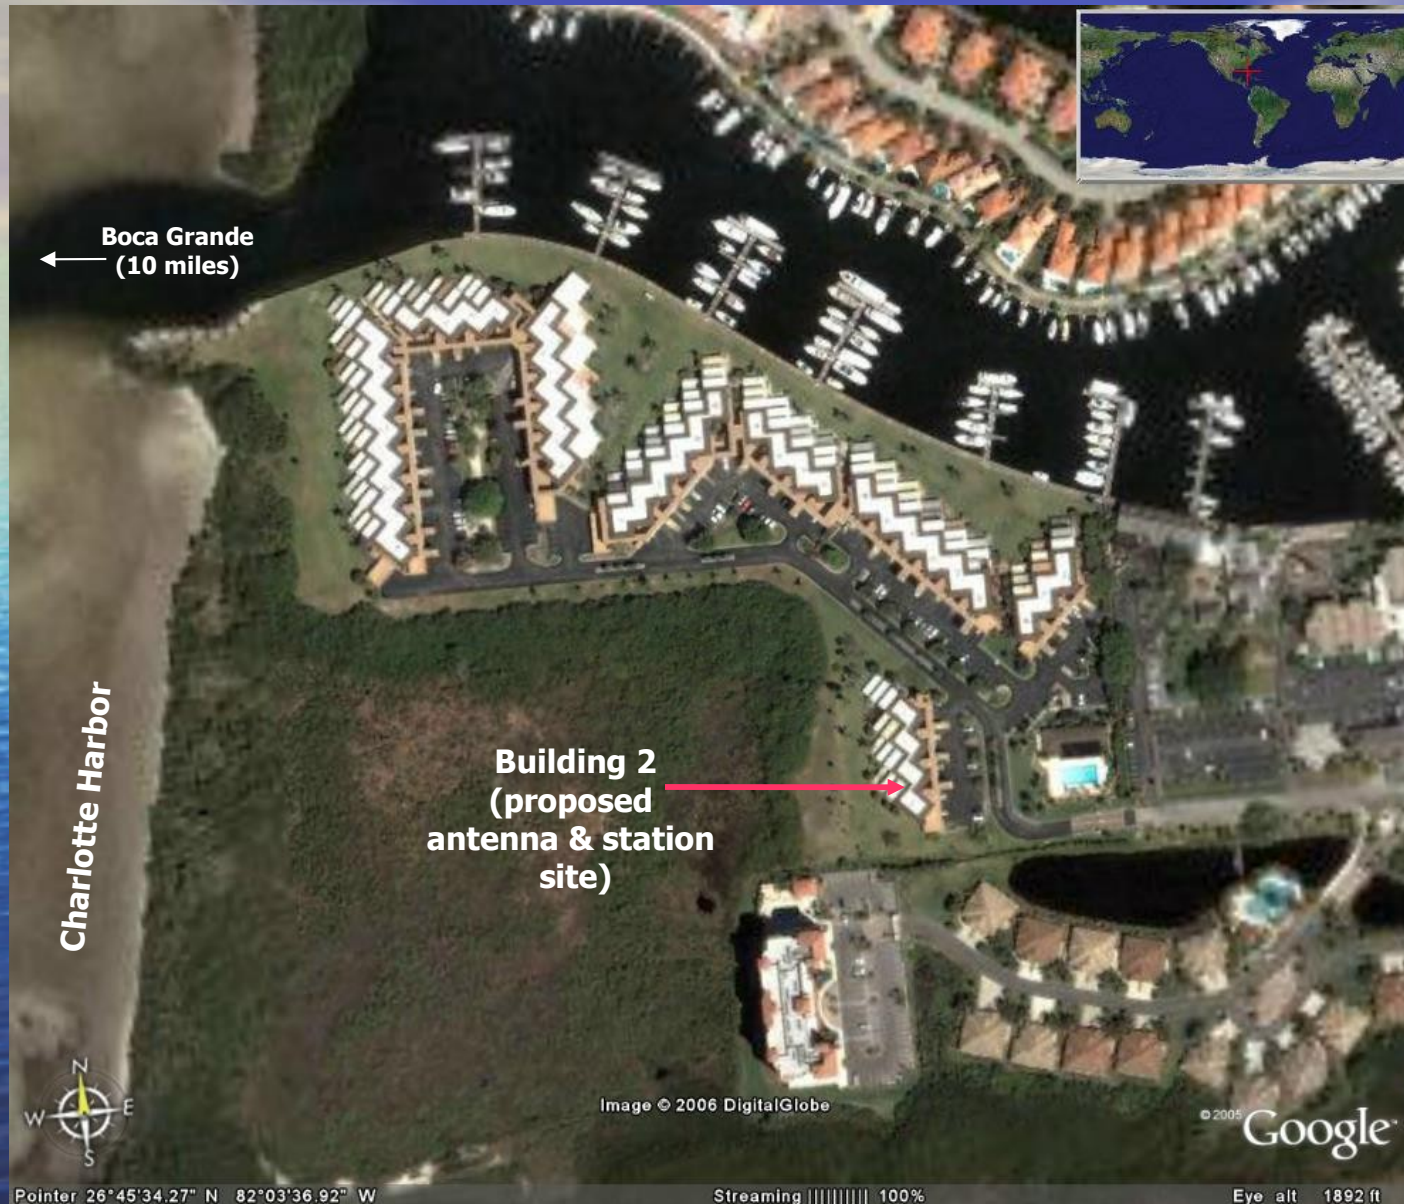 Boca Grande
(10 miles)
Building 2
(proposed
antenna & station
site)
Charlotte Harbor
N
W E
S
Image © 2006 DigitalGlobe
© 2005 Google™
Pointer 26°45'34.27" N 82°03'36.92" W Streaming |||||||||| 100% Eye alt 1892 ft